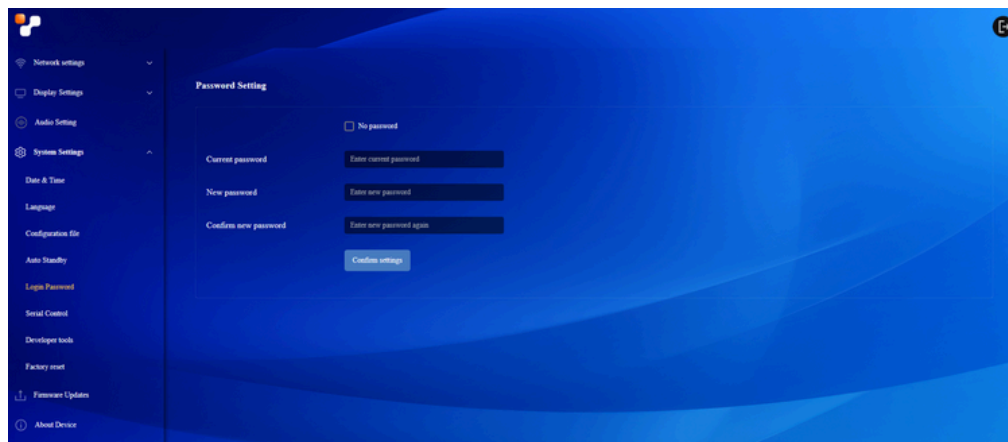 Network settings
Display Settings
Audio Setting
System Settings
Date & Time
Language
Configuration file
Auto Standby
Login Password
Serial Control
Developer tools
Factory reset
Firmware Updates
About Device
Password Setting
No password
Current password
Enter current password
New password
Enter new password
Confirm new password
Enter new password again
Confirm settings